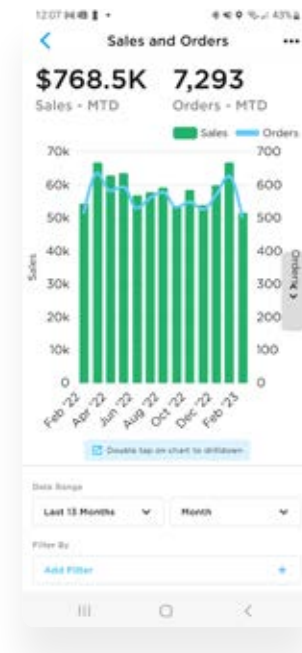 12:07
43%
Sales and Orders
$768.5K 7,293
Sales - MTD Orders - MTD
Sales Orders
70k 700
60k 600
50k 500
40k 400
30k 300
20k 200
10k 100
0 0
Sales
Orders
Feb '22 Apr '22 Jun '22 Aug '22 Oct '22 Dec '22 Feb '23
Double tap on chart to drilldown
Date Range
Last 13 Months Month
Filter By
Add Filter +